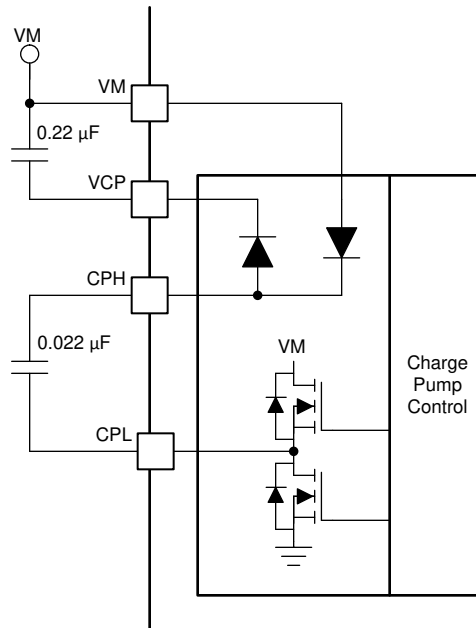 VM
VM
0.22 µF
VCP
CPH
0.022 µF
VM
Charge
Pump
Control
CPL